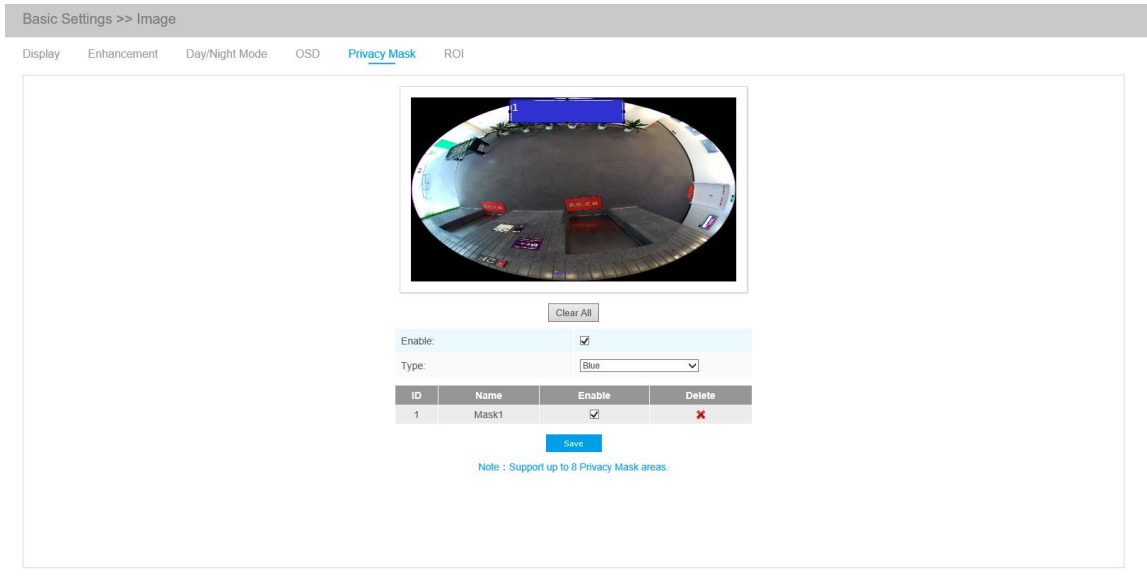 Basic Settings >> Image
Display Enhancement Day/Night Mode OSD Privacy Mask ROI
1
Clear All
Enable:
Type: Blue
ID Name Enable Delete
1 Mask1
Save
Note : Support up to 8 Privacy Mask areas.